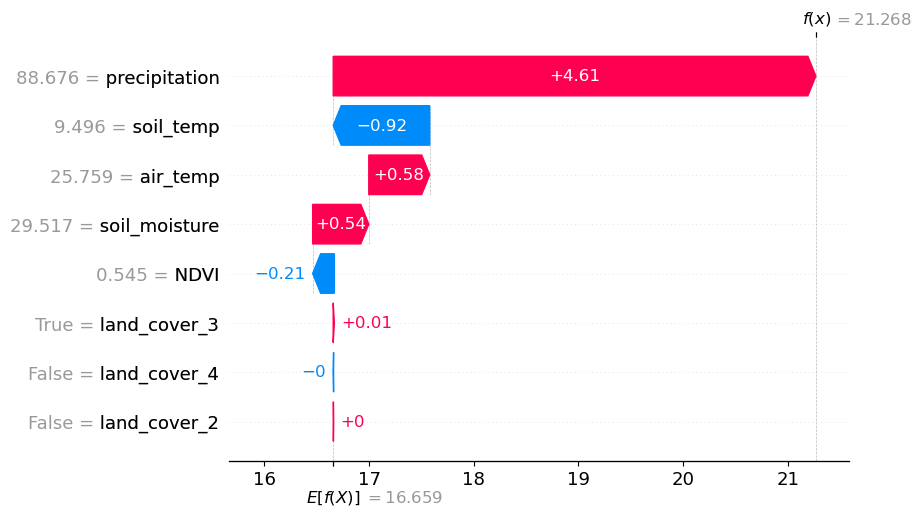 f(x) = 21.268
88.676 = precipitation
+4.61
9.496 = soil_temp
−0.92
25.759 = air_temp
+0.58
29.517 = soil_moisture
+0.54
0.545 = NDVI
−0.21
True = land_cover_3
+0.01
False = land_cover_4
−0
False = land_cover_2
+0
16 17 18 19 20 21
E[f(X)] = 16.659